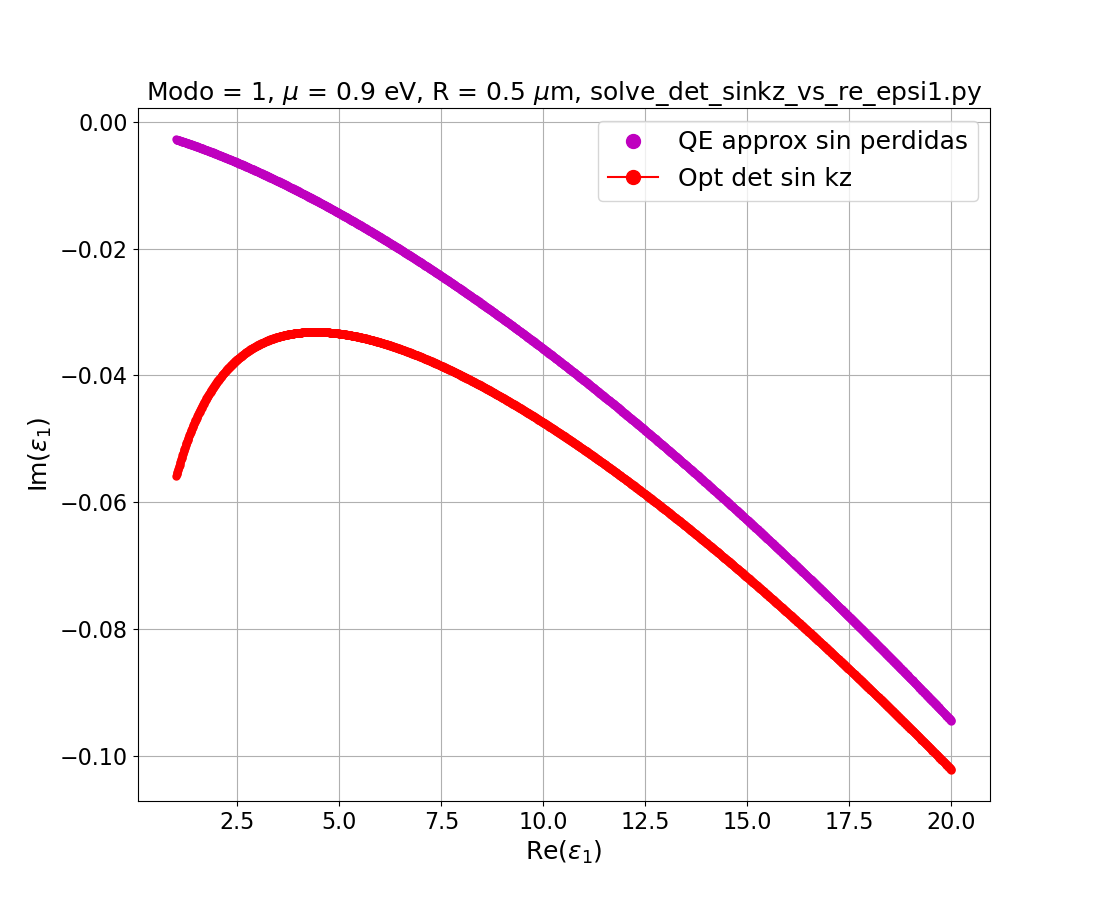 Modo = 1, μ = 0.9 eV, R = 0.5 μm, solve_det_sinkz_vs_re_epsi1.py
QE approx sin perdidas
Opt det sin kz
0.00
−0.02
−0.04
−0.06
−0.08
−0.10
Im(ε₁)
2.5 5.0 7.5 10.0 12.5 15.0 17.5 20.0
Re(ε₁)